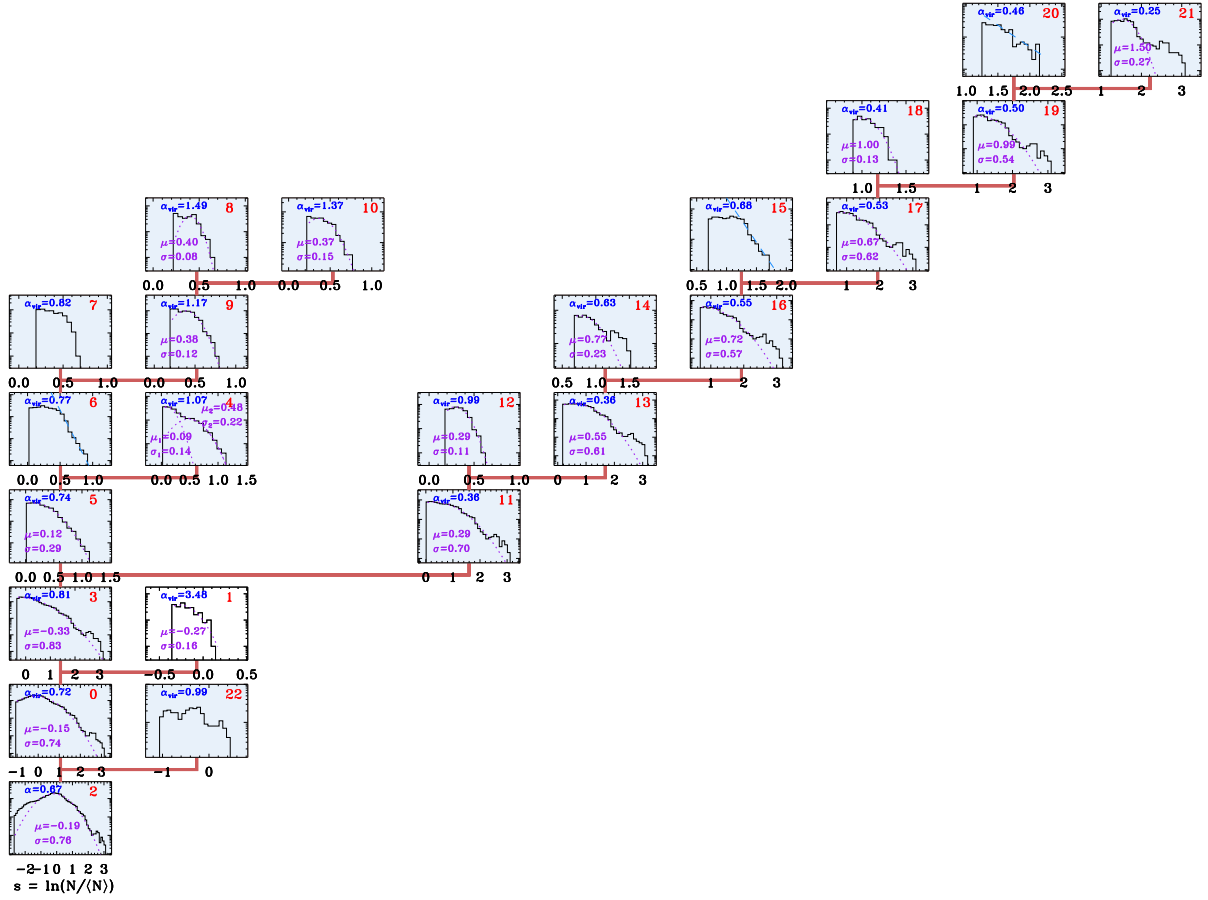 α_vir=0.46 20
1.0 1.5 2.0 2.5
α_vir=0.25 21
μ=1.50
σ=0.27
1 2 3
α_vir=0.41 18
μ=1.00
σ=0.13
1.0 1.5
α_vir=0.50 19
μ=0.99
σ=0.54
1 2 3
α_vir=1.49 8
μ=0.40
σ=0.08
0.0 0.5 1.0
α_vir=1.37 10
μ=0.37
σ=0.15
0.0 0.5 1.0
α_vir=0.68 15
0.5 1.0 1.5 2.0
α_vir=0.53 17
μ=0.67
σ=0.62
1 2 3
α_vir=0.82 7
0.0 0.5 1.0
α_vir=1.17 9
μ=0.38
σ=0.12
0.0 0.5 1.0
α_vir=0.63 14
μ=0.77
σ=0.23
0.5 1.0 1.5
α_vir=0.55 16
μ=0.72
σ=0.57
1 2 3
α_vir=0.77 6
0.0 0.5 1.0
α_vir=1.07 4
μ_2=0.48
σ_2=0.22
μ_1=0.09
σ_1=0.14
0.0 0.5 1.0 1.5
α_vir=0.99 12
μ=0.29
σ=0.11
0.0 0.5 1.0
α_vir=0.36 13
μ=0.55
σ=0.61
0 1 2 3
α_vir=0.74 5
μ=0.12
σ=0.29
0.0 0.5 1.0 1.5
α_vir=0.36 11
μ=0.29
σ=0.70
0 1 2 3
α_vir=0.81 3
μ=−0.33
σ=0.83
0 1 2 3
α_vir=3.48 1
μ=−0.27
σ=0.16
−0.5 0.0 0.5
α_vir=0.72 0
μ=−0.15
σ=0.74
−1 0 1 2 3
α_vir=0.99 22
−1 0
α=0.67 2
μ=−0.19
σ=0.76
−2 −1 0 1 2 3
s = ln(N/⟨N⟩)